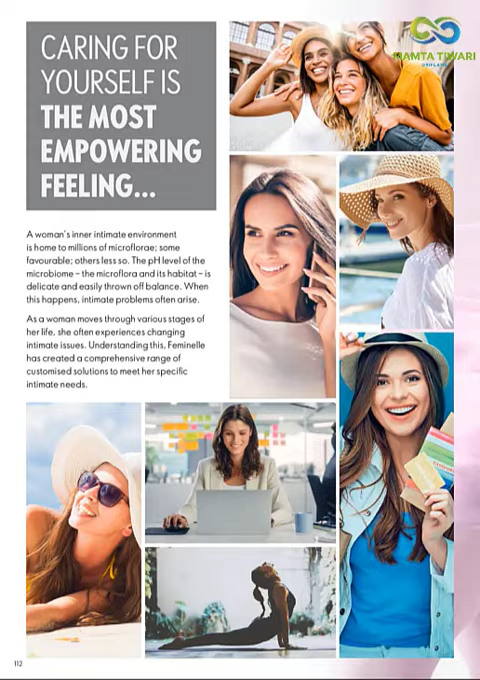 CARING FOR
YOURSELF IS
THE MOST
EMPOWERING
FEELING...
MAMTA TIWARI
A woman's inner intimate environment
is home to millions of microflorae; some
favourable; others less so. The pH level of the
microbiome – the microflora and its habitat – is
delicate and easily thrown off balance. When
this happens, intimate problems often arise.
As a woman moves through various stages of
her life, she often experiences changing
intimate issues. Understanding this, Feminelle
has created a comprehensive range of
customised solutions to meet her specific
intimate needs.
112